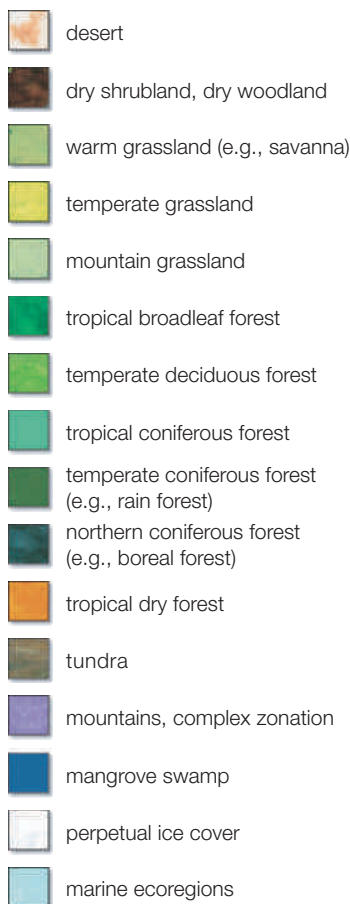 desert
dry shrubland, dry woodland
warm grassland (e.g., savanna)
temperate grassland
mountain grassland
tropical broadleaf forest
temperate deciduous forest
tropical coniferous forest
temperate coniferous forest
(e.g., rain forest)
northern coniferous forest
(e.g., boreal forest)
tropical dry forest
tundra
mountains, complex zonation
mangrove swamp
perpetual ice cover
marine ecoregions